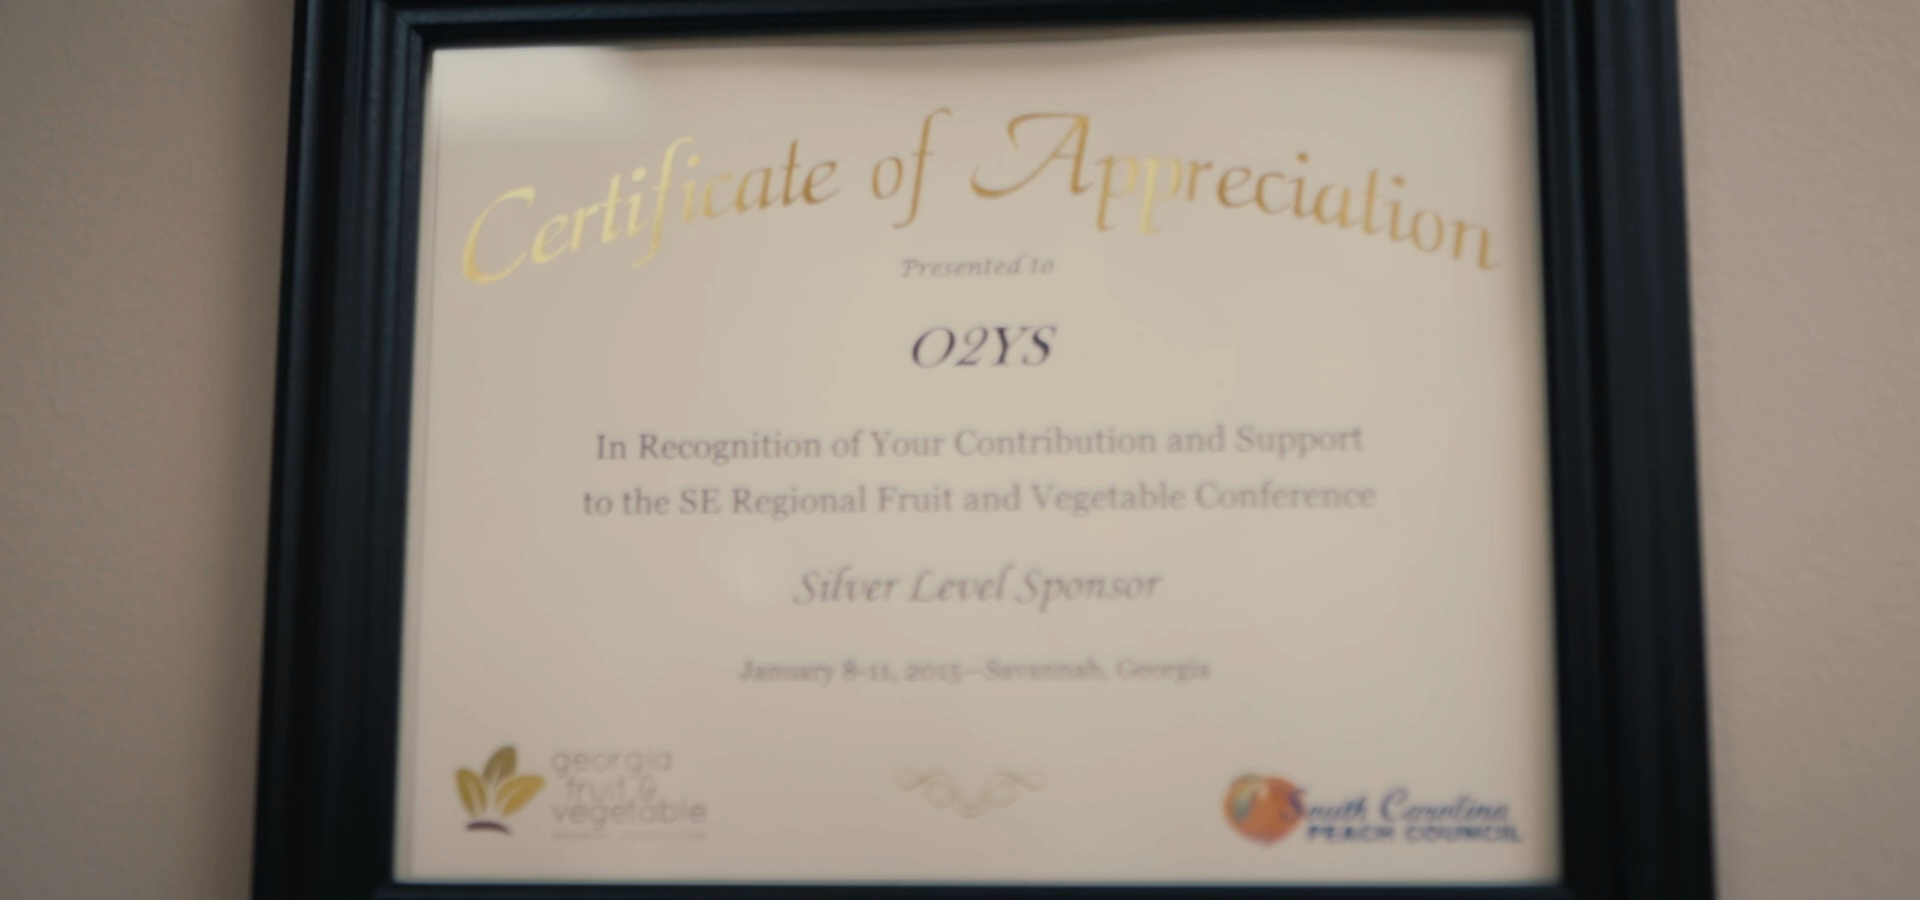 Certificate of Appreciation
Presented to
O2YS
In Recognition of Your Contribution and Support
to the SE Regional Fruit and Vegetable Conference
Silver Level Sponsor
January 8-11, 2015—Savannah, Georgia
georgia
fruit &
vegetable
South Carolina
PEACH COUNCIL